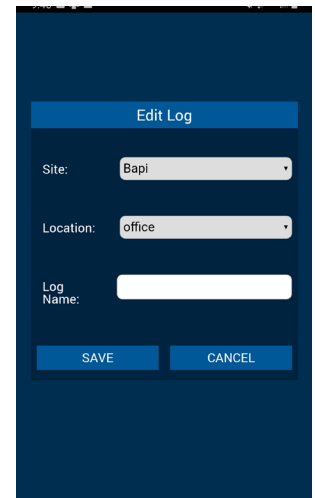 Edit Log
Site:
Bapi
Location:
office
Log
Name:
SAVE
CANCEL